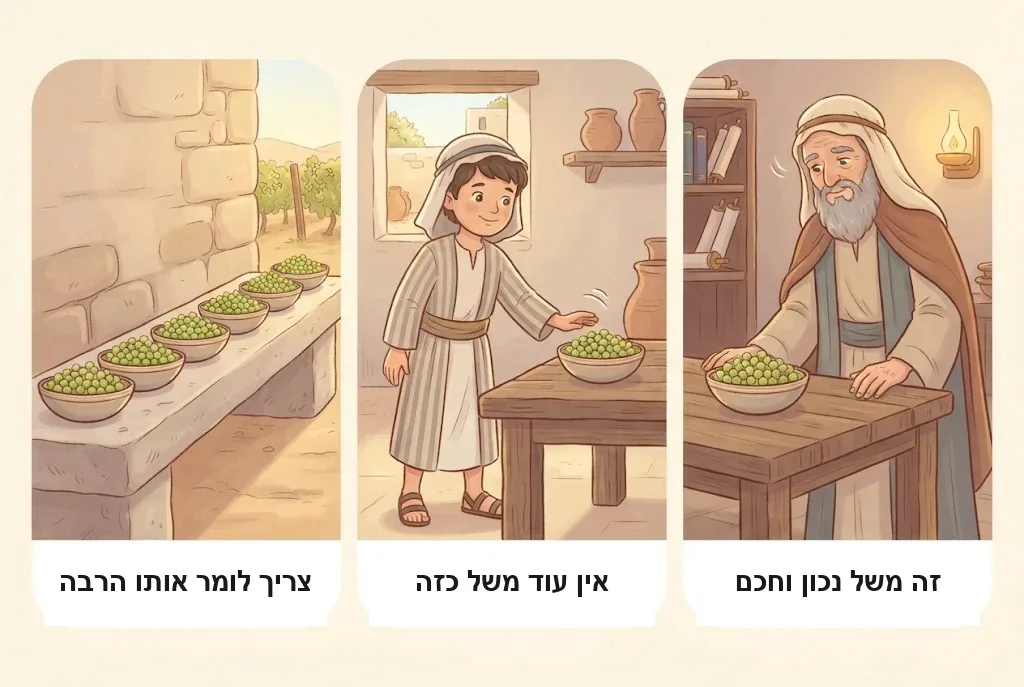 זה משל נכון וחכם
אין עוד משל כזה
צריך לומר אותו הרבה